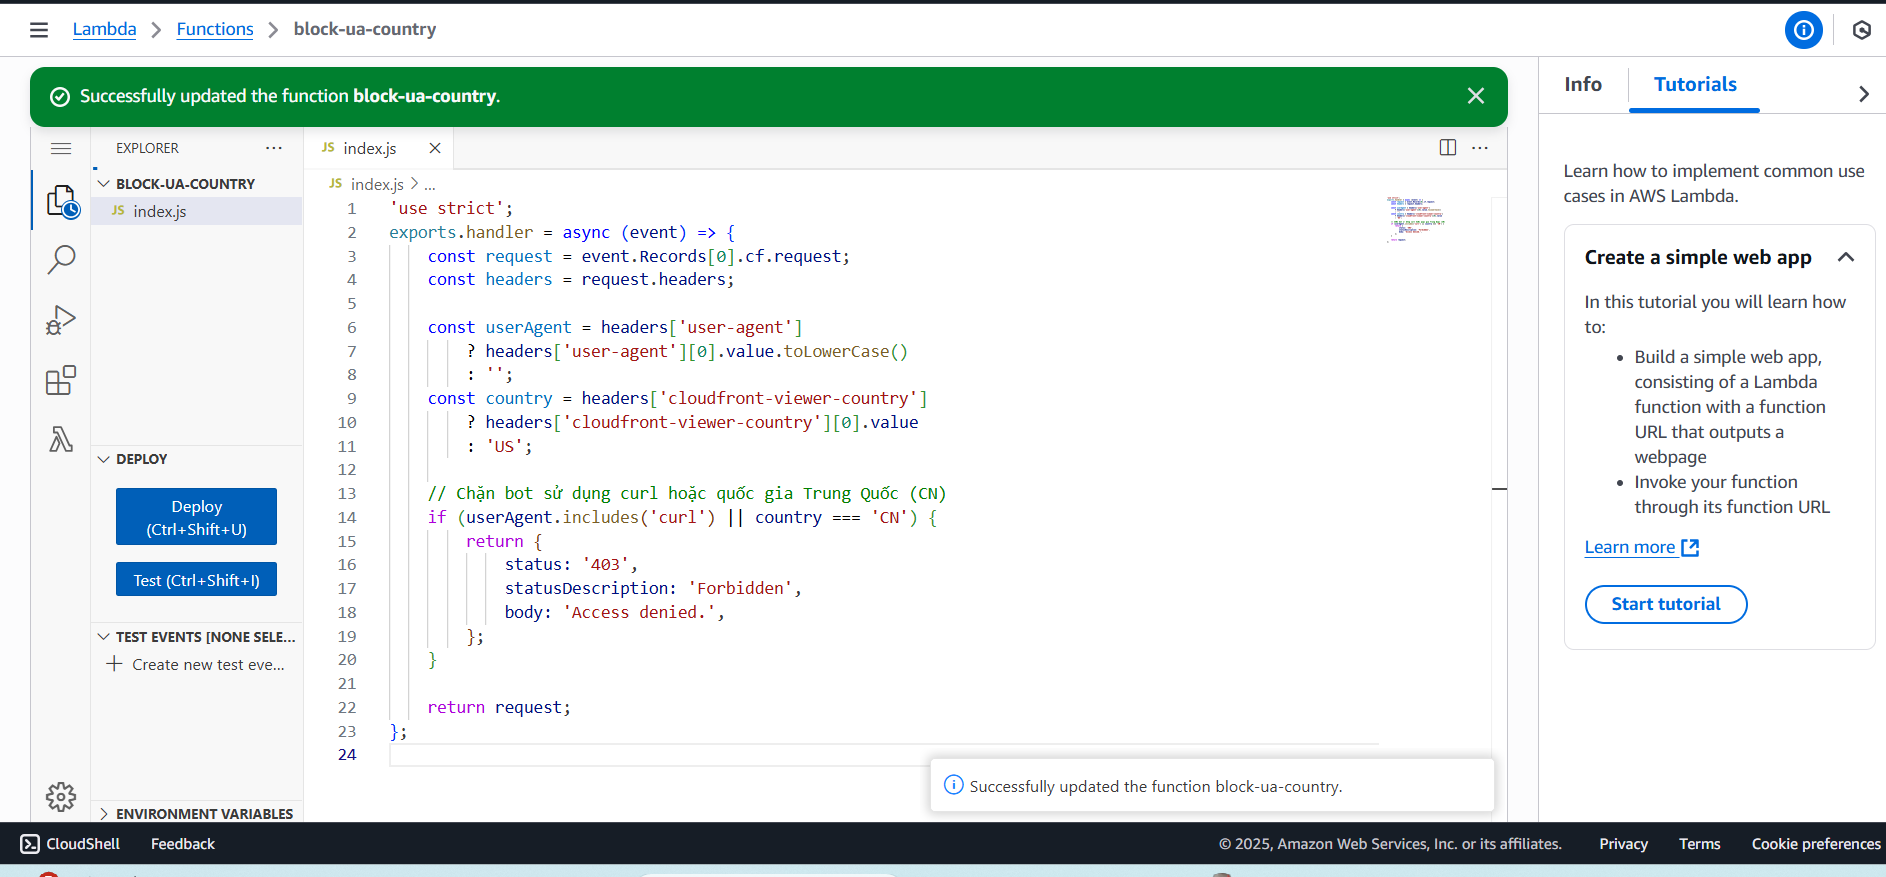 Lambda > Functions > block-ua-country
Successfully updated the function block-ua-country.
EXPLORER ...
BLOCK-UA-COUNTRY
JS index.js
DEPLOY
Deploy
(Ctrl+Shift+U)
Test (Ctrl+Shift+I)
TEST EVENTS [NONE SELE...
Create new test eve...
ENVIRONMENT VARIABLES
JS index.js
JS index.js > ...
1 'use strict';
2 exports.handler = async (event) => {
3 const request = event.Records[0].cf.request;
4 const headers = request.headers;
5
6 const userAgent = headers['user-agent']
7 ? headers['user-agent'][0].value.toLowerCase()
8 : '';
9 const country = headers['cloudfront-viewer-country']
10 ? headers['cloudfront-viewer-country'][0].value
11 : 'US';
12
13 // Chặn bot sử dụng curl hoặc quốc gia Trung Quốc (CN)
14 if (userAgent.includes('curl') || country === 'CN') {
15 return {
16 status: '403',
17 statusDescription: 'Forbidden',
18 body: 'Access denied.',
19 };
20 }
21
22 return request;
23 };
24
Successfully updated the function block-ua-country.
Info
Tutorials
Learn how to implement common use
cases in AWS Lambda.
Create a simple web app
In this tutorial you will learn how
to:
• Build a simple web app,
consisting of a Lambda
function with a function
URL that outputs a
webpage
• Invoke your function
through its function URL
Learn more
Start tutorial
CloudShell Feedback
© 2025, Amazon Web Services, Inc. or its affiliates. Privacy Terms Cookie preferences